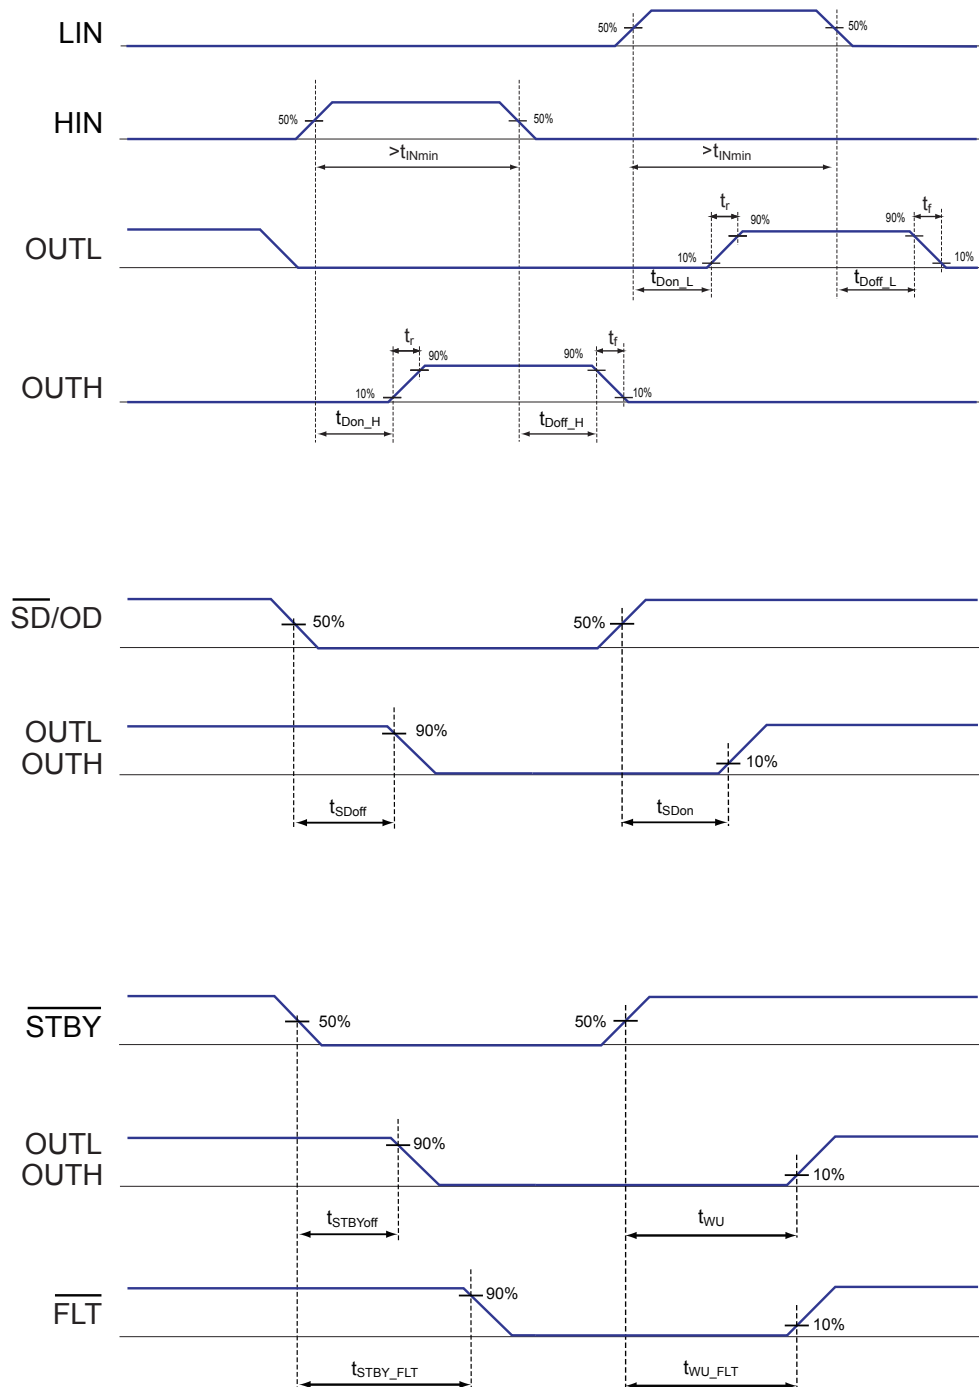 LIN 50% 50%
HIN 50% 50%
>tINmin >tINmin
OUTL tr 90% 90% tf
10% 10%
tDon_L tDoff_L
OUTH tr 90% 90% tf
10% 10%
tDon_H tDoff_H
SD/OD 50% 50%
OUTL
OUTH 90% 10%
tSDoff tSDon
STBY 50% 50%
OUTL
OUTH 90% 10%
tSTBYoff tWU
FLT 90% 10%
tSTBY_FLT tWU_FLT